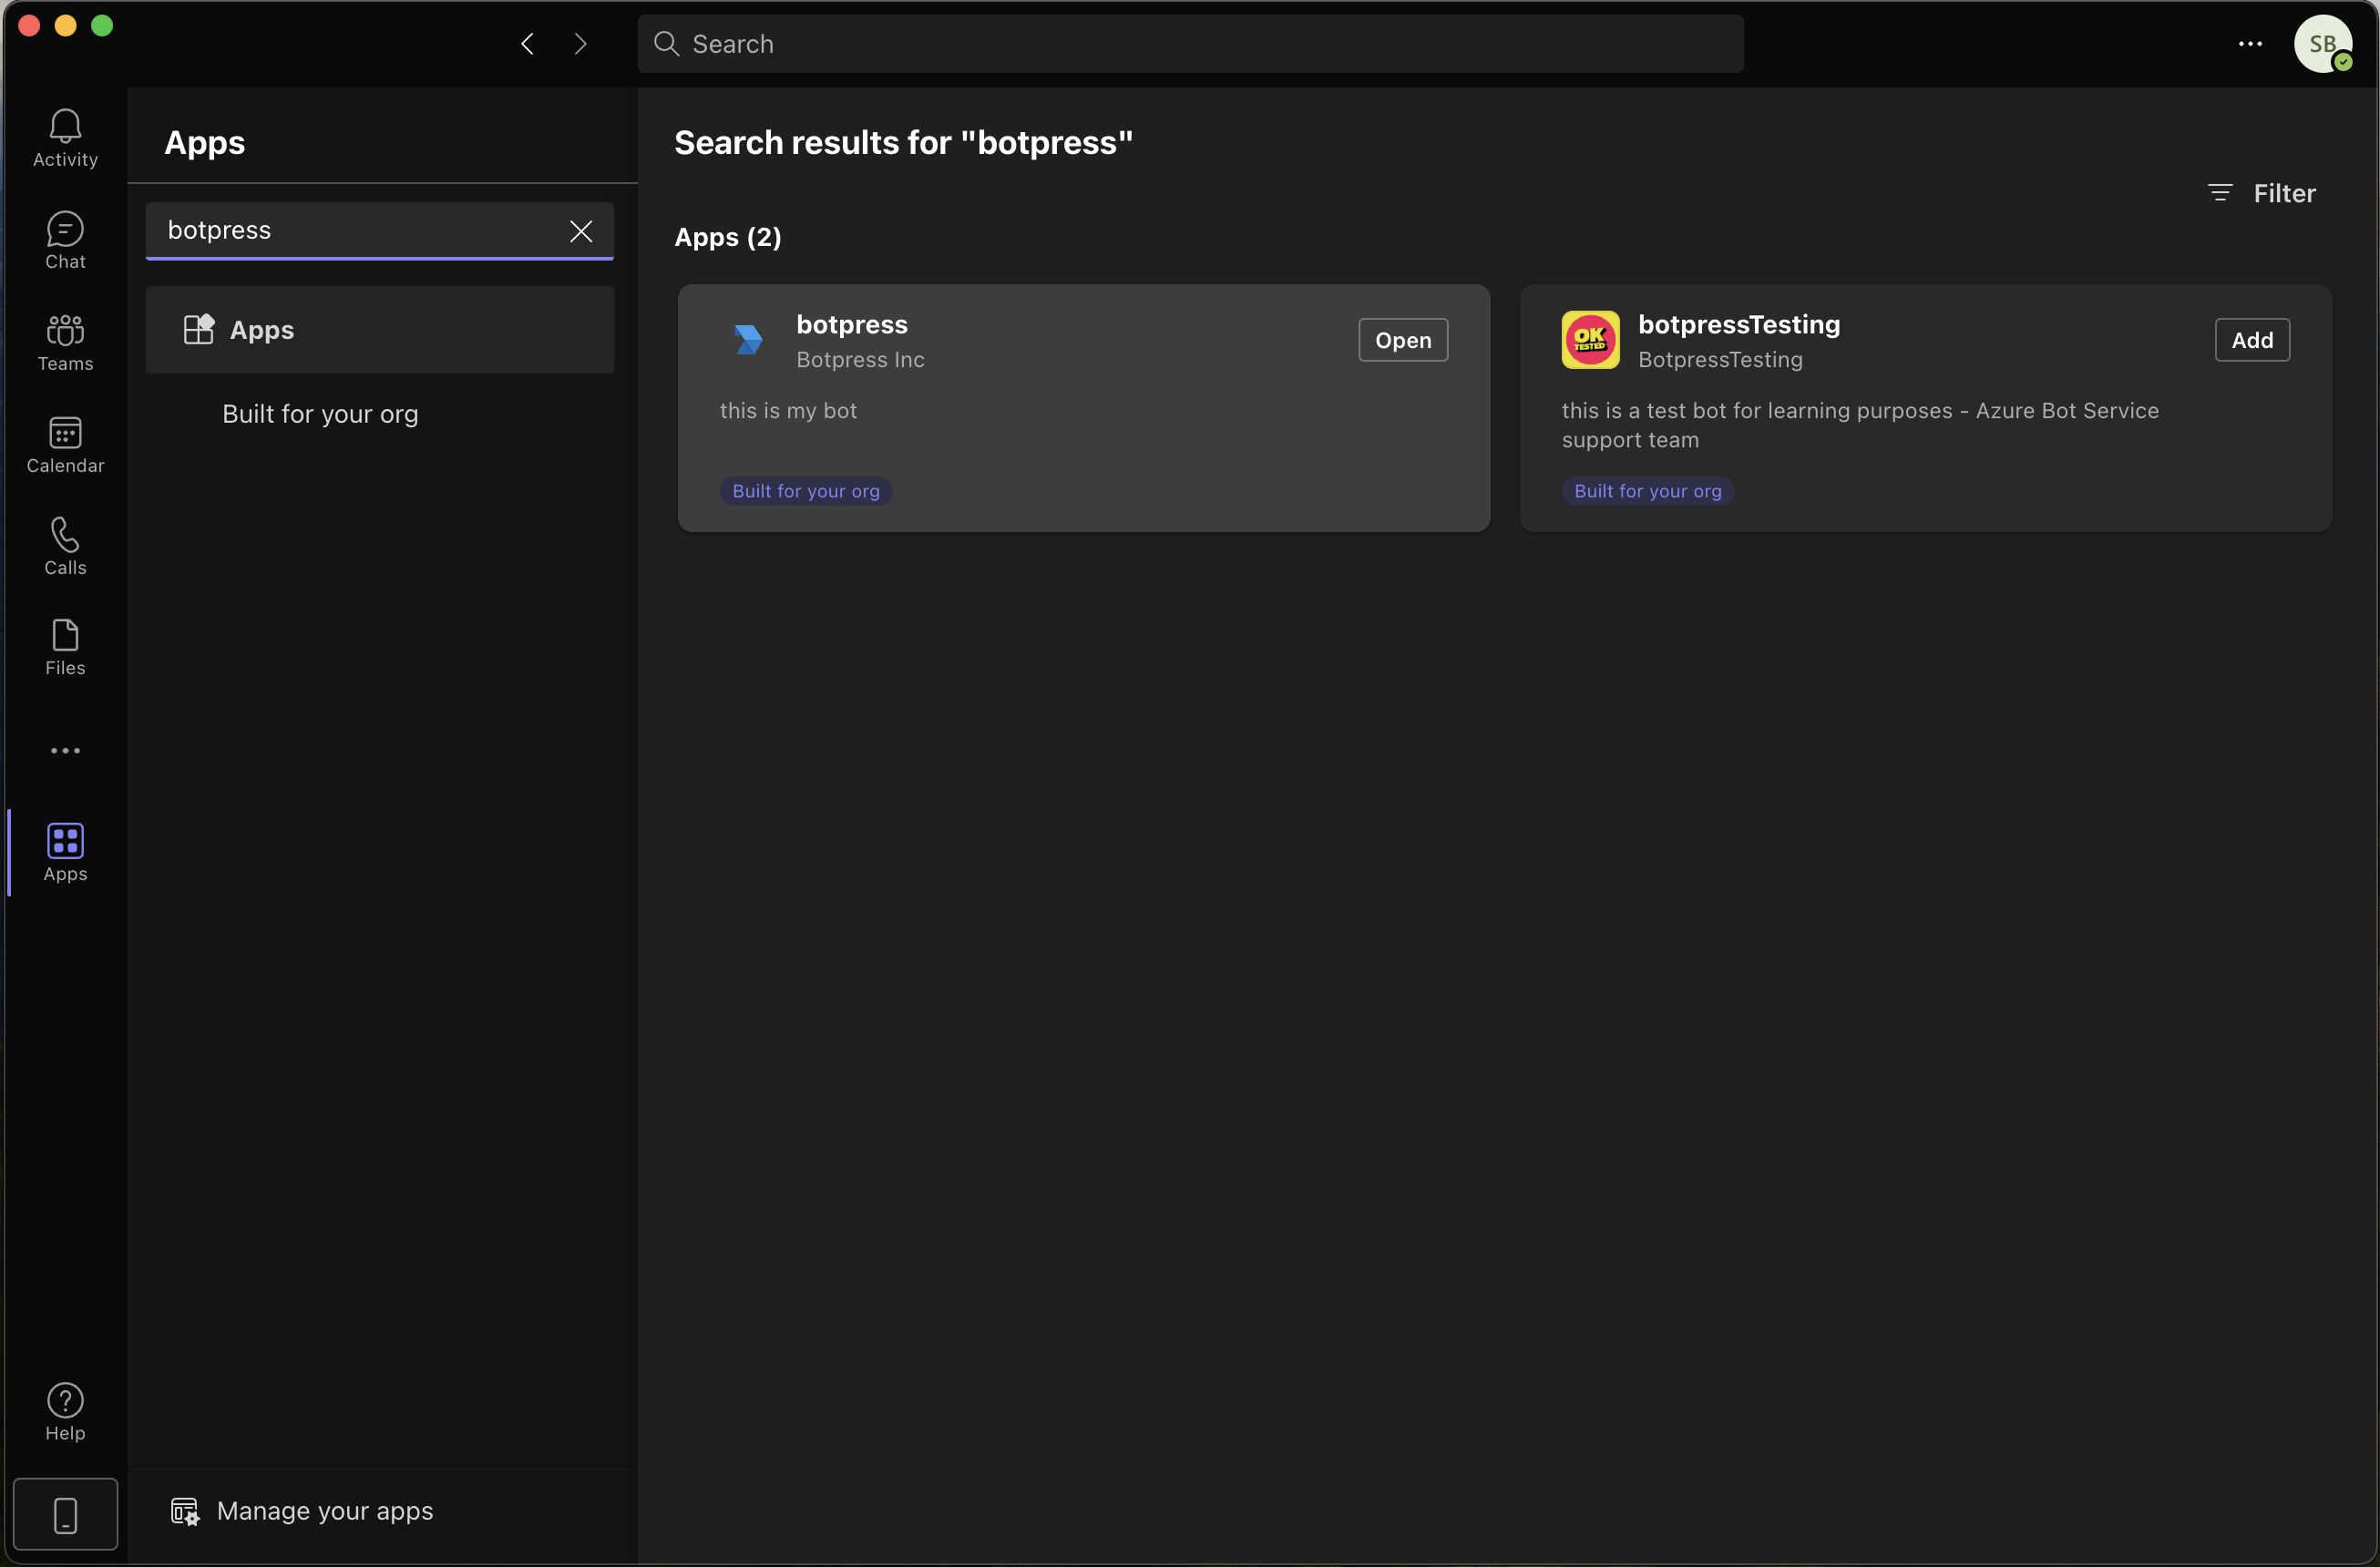 Search
SB
Activity
Chat
Teams
Calendar
Calls
Files
Apps
Help
Apps
botpress
Apps
Built for your org
Manage your apps
Search results for "botpress"
Filter
Apps (2)
botpress
Botpress Inc
Open
this is my bot
Built for your org
OK
TESTED
botpressTesting
BotpressTesting
Add
this is a test bot for learning purposes - Azure Bot Service
support team
Built for your org